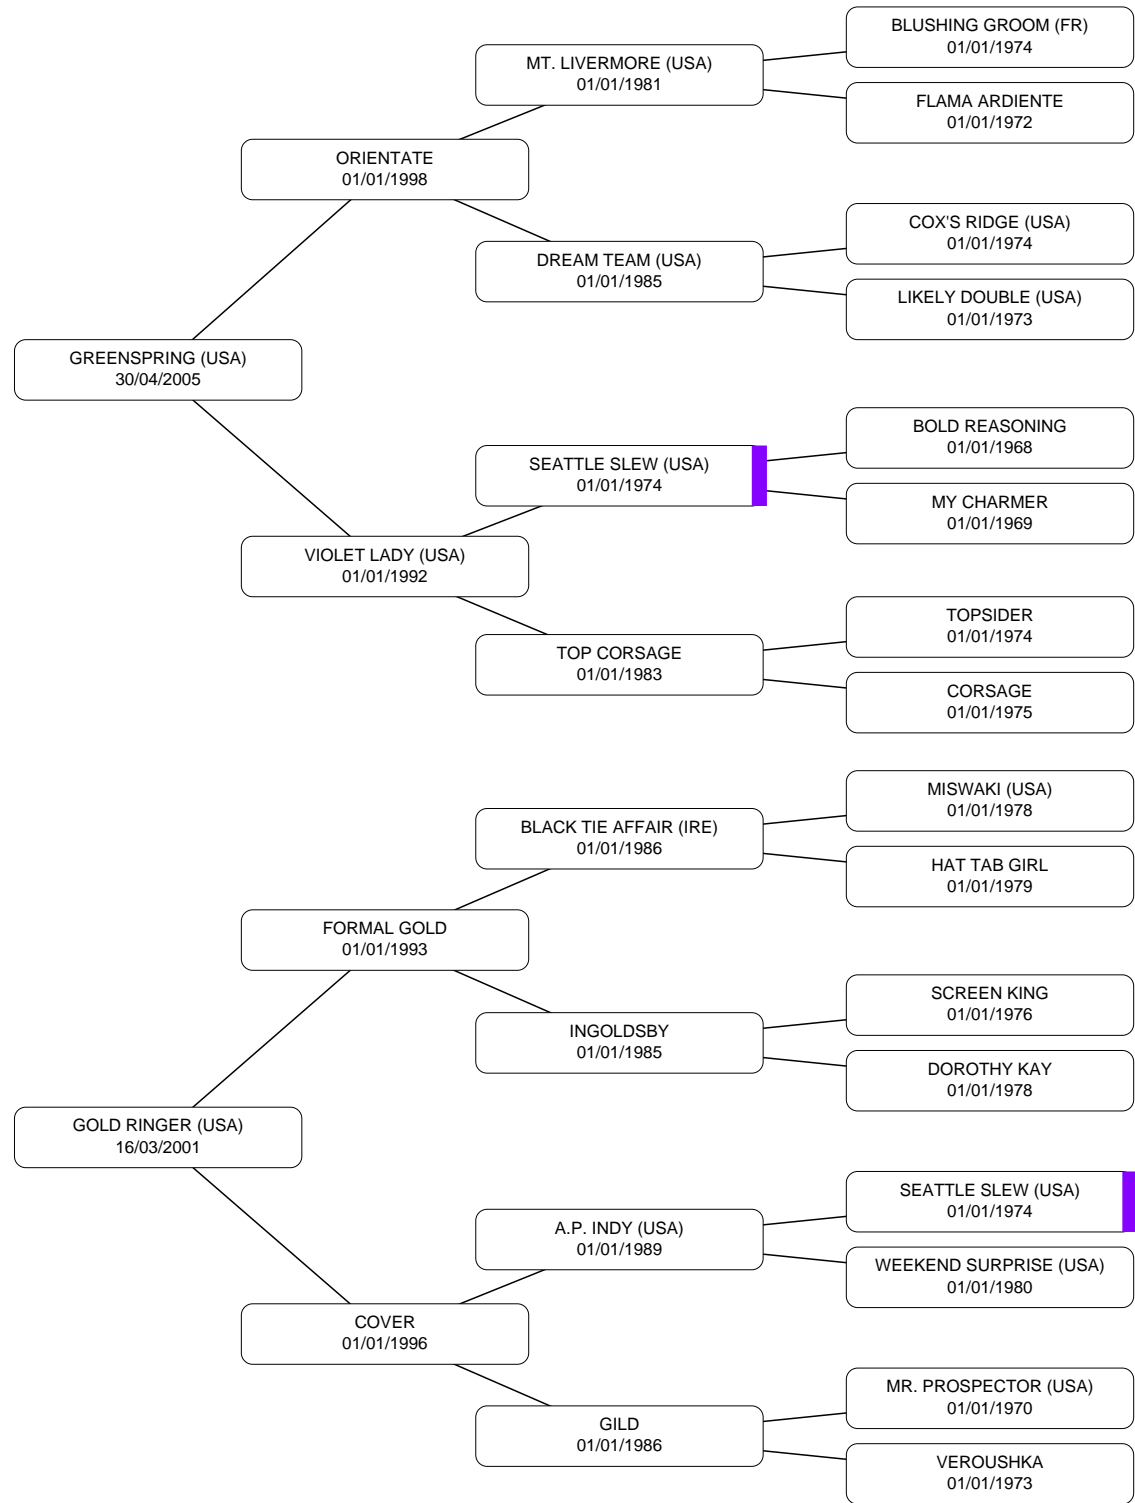 BLUSHING GROOM (FR)
01/01/1974
MT. LIVERMORE (USA)
01/01/1981
FLAMA ARDIENTE
01/01/1972
ORIENTATE
01/01/1998
COX'S RIDGE (USA)
01/01/1974
DREAM TEAM (USA)
01/01/1985
LIKELY DOUBLE (USA)
01/01/1973
GREENSPRING (USA)
30/04/2005
BOLD REASONING
01/01/1968
SEATTLE SLEW (USA)
01/01/1974
MY CHARMER
01/01/1969
VIOLET LADY (USA)
01/01/1992
TOPSIDER
01/01/1974
TOP CORSAGE
01/01/1983
CORSAGE
01/01/1975
MISWAKI (USA)
01/01/1978
BLACK TIE AFFAIR (IRE)
01/01/1986
HAT TAB GIRL
01/01/1979
FORMAL GOLD
01/01/1993
SCREEN KING
01/01/1976
INGOLDSBY
01/01/1985
DOROTHY KAY
01/01/1978
GOLD RINGER (USA)
16/03/2001
SEATTLE SLEW (USA)
01/01/1974
A.P. INDY (USA)
01/01/1989
WEEKEND SURPRISE (USA)
01/01/1980
COVER
01/01/1996
MR. PROSPECTOR (USA)
01/01/1970
GILD
01/01/1986
VEROUSHKA
01/01/1973